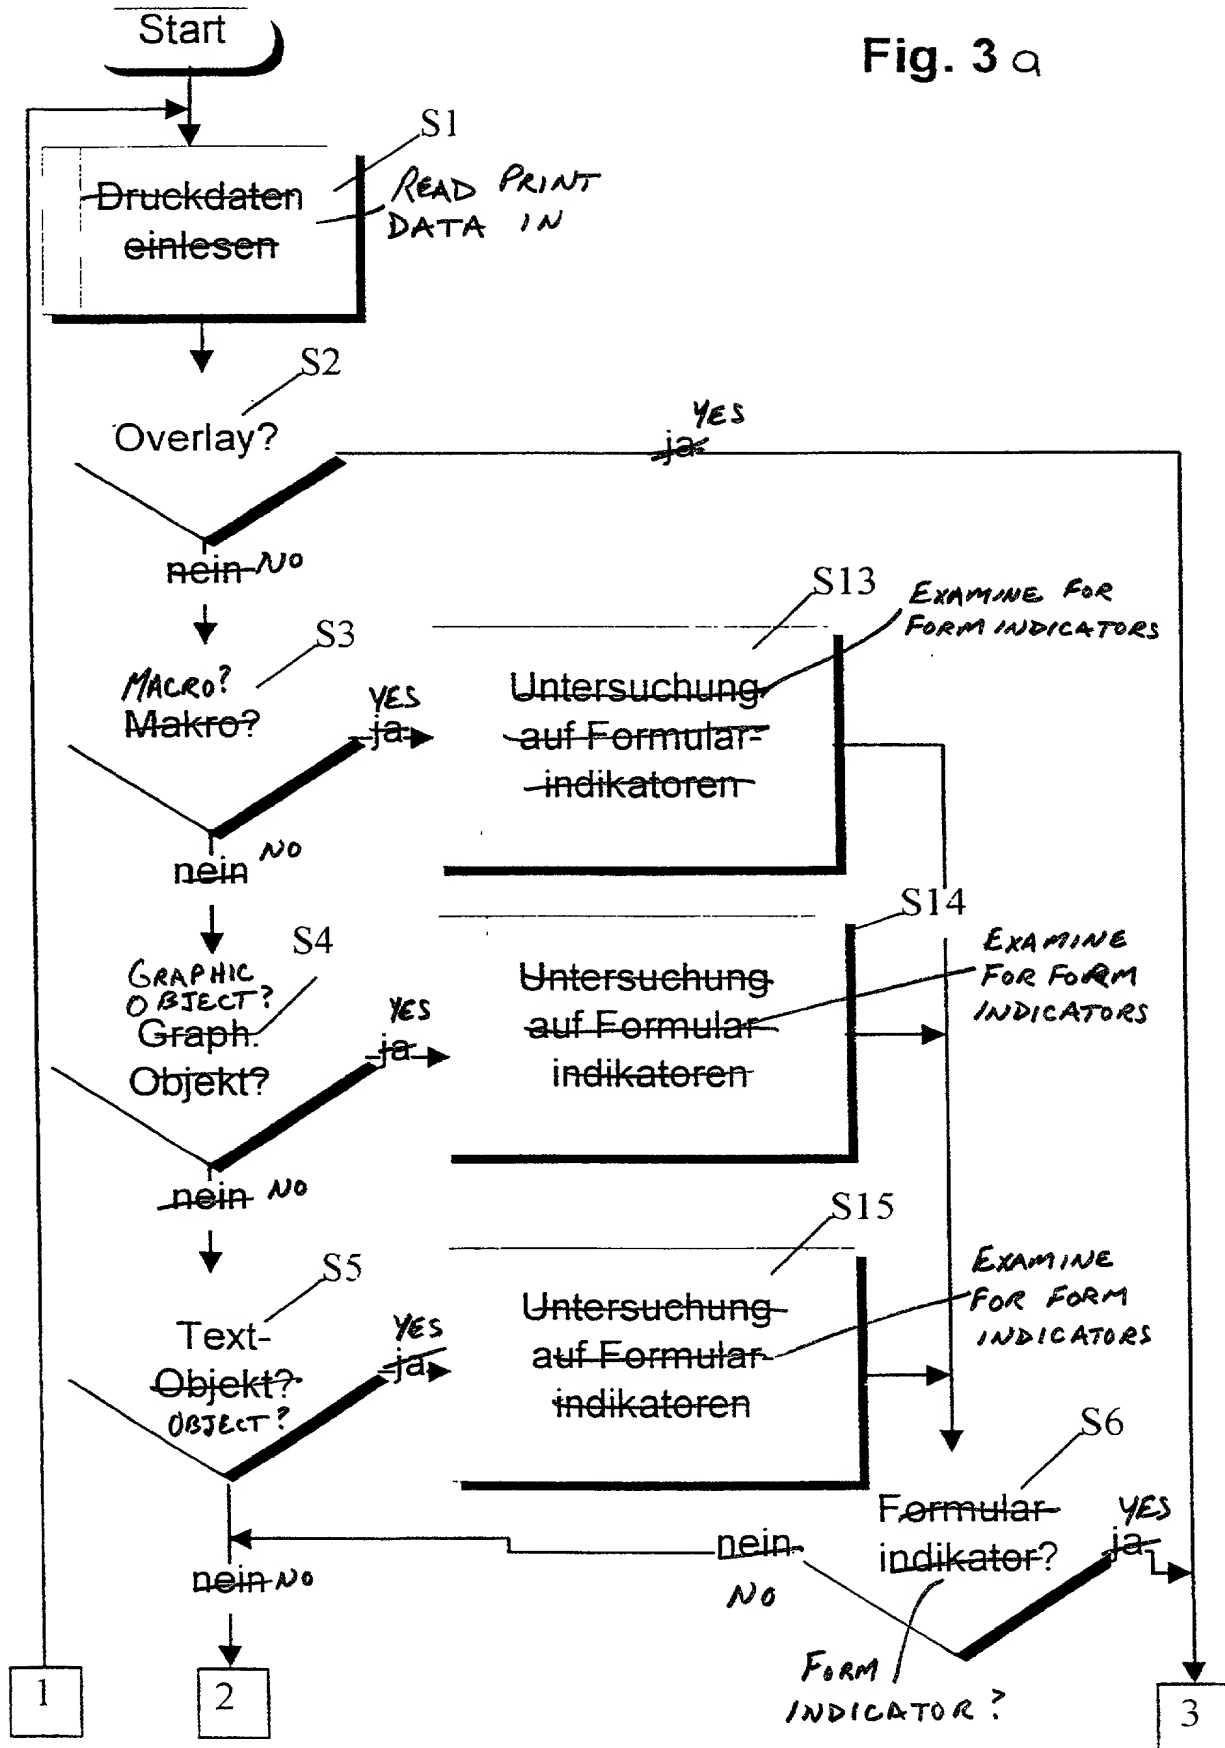 Start
Fig. 3 a
S1
Druckdaten
einlesen
READ PRINT
DATA IN
S2
Overlay?
YES
ja
nein NO
S13
EXAMINE FOR
FORM INDICATORS
S3
MACRO?
Makro?
YES
ja
Untersuchung
auf Formular-
indikatoren
nein NO
S14
EXAMINE
FOR FORM
INDICATORS
S4
GRAPHIC
OBJECT?
Graph.
Objekt?
YES
ja
Untersuchung
auf Formular-
indikatoren
nein NO
S15
EXAMINE
FOR FORM
INDICATORS
S5
Text-
Objekt?
OBJECT?
YES
ja
Untersuchung
auf Formular-
indikatoren
S6
Formular-
indikator?
YES
ja
nein
NO
nein NO
FORM
INDICATOR?
1
2
3